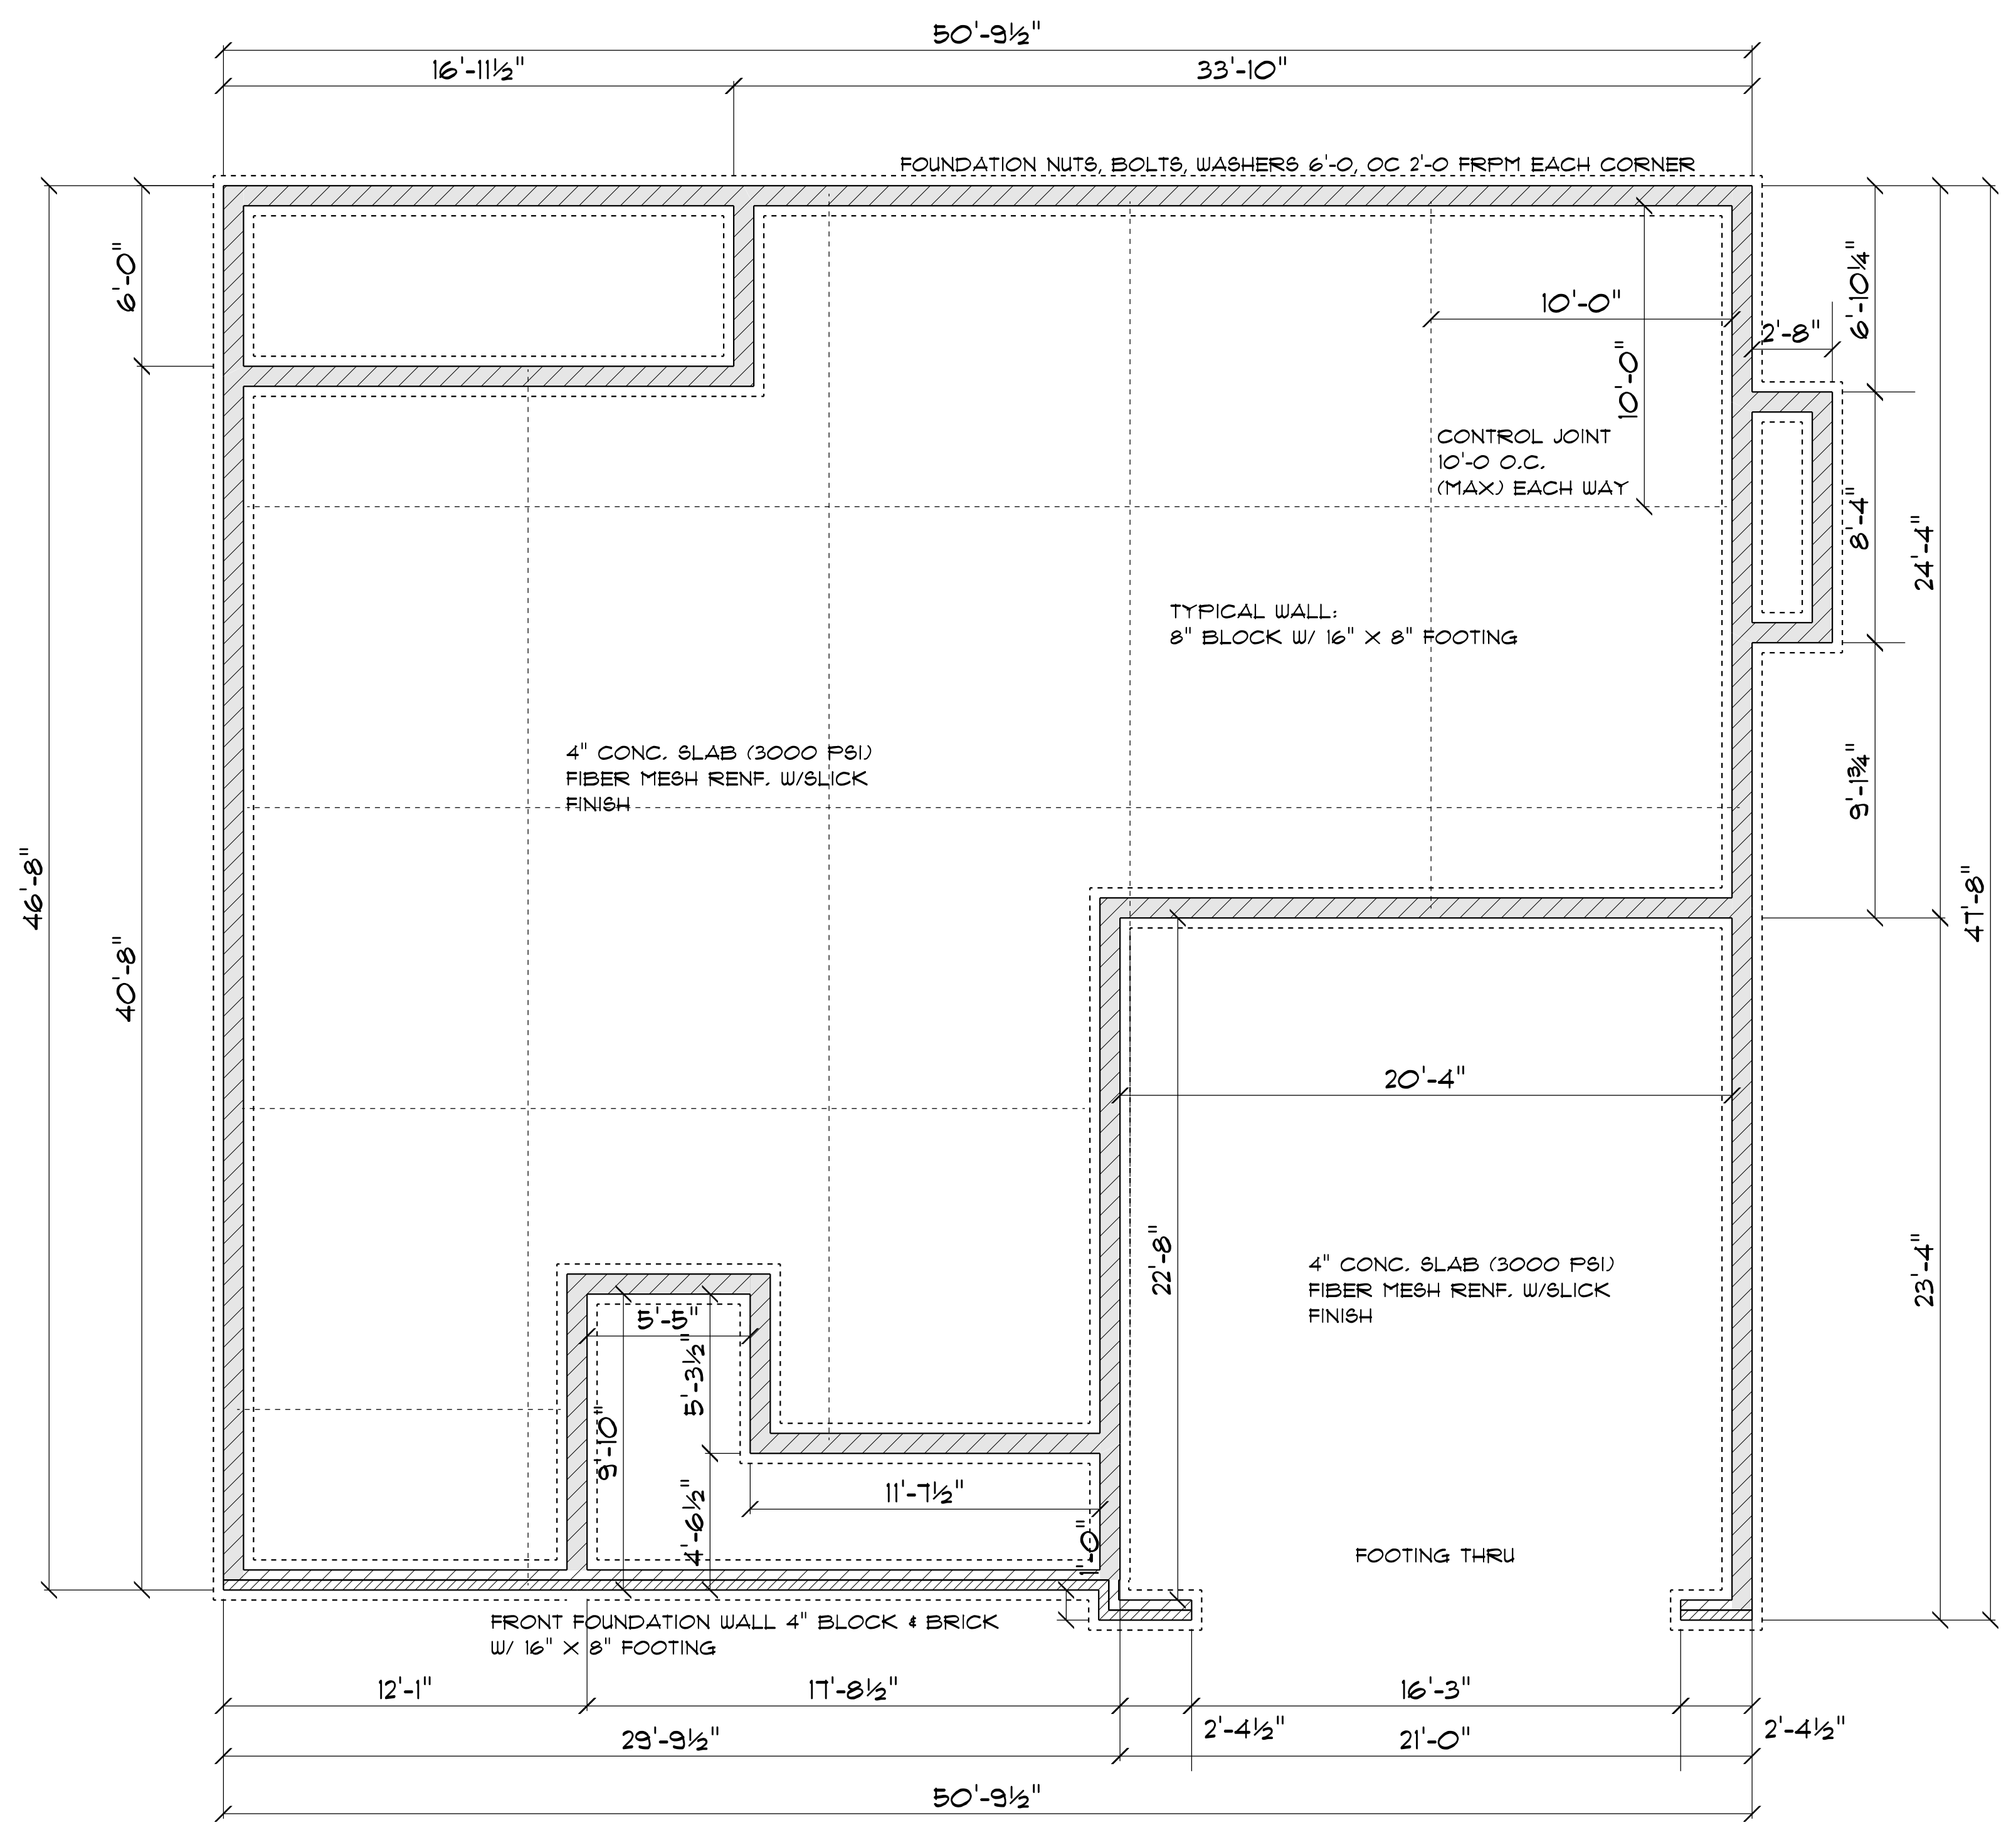 50'-9½"
16'-11½"
33'-10"
FOUNDATION NUTS, BOLTS, WASHERS 6'-0, OC 2'-0 FRPM EACH CORNER
6'-0"
6'-10¼"
10'-0"
2'-8"
10'-0"
CONTROL JOINT
10'-0 O.C.
(MAX) EACH WAY
8'-4"
24'-4"
TYPICAL WALL:
8" BLOCK W/ 16" X 8" FOOTING
4" CONC. SLAB (3000 PSI)
FIBER MESH RENF. W/SLICK
FINISH
9'-1¾"
46'-8"
47'-8"
40'-8"
20'-4"
22'-8"
4" CONC. SLAB (3000 PSI)
FIBER MESH RENF. W/SLICK
FINISH
23'-4"
5'-5"
5'-3½"
9'-10"
11'-7½"
4'-6½"
1'-0"
FOOTING THRU
FRONT FOUNDATION WALL 4" BLOCK & BRICK
W/ 16" X 8" FOOTING
12'-1"
17'-8½"
16'-3"
2'-4½"
2'-4½"
29'-9½"
21'-0"
50'-9½"